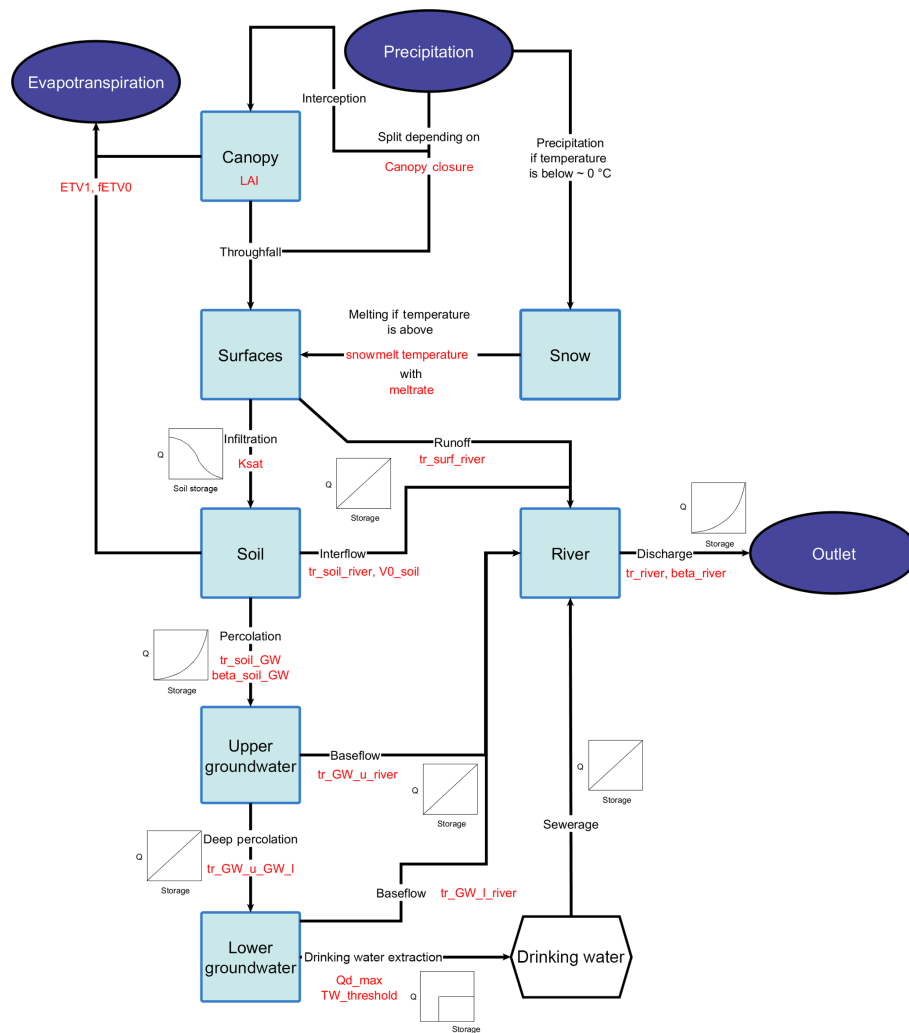 Precipitation
Evapotranspiration
Interception
Split depending on
Canopy closure
Precipitation
if temperature
is below ~ 0 °C
Canopy
LAI
ETV1, fETV0
Throughfall
Melting if temperature
is above
snowmelt temperature
with
meltrate
Surfaces
Snow
Infiltration
Ksat
Q
Soil storage
Runoff
tr_surf_river
Q
Storage
Q
Storage
Soil
Interflow
tr_soil_river, V0_soil
River
Discharge
tr_river, beta_river
Outlet
Percolation
tr_soil_GW
beta_soil_GW
Q
Storage
Upper
groundwater
Baseflow
tr_GW_u_river
Q
Storage
Q
Storage
Sewerage
Deep percolation
tr_GW_u_GW_l
Q
Storage
Baseflow
tr_GW_l_river
Lower
groundwater
Drinking water extraction
Qd_max
TW_threshold
Q
Storage
Drinking water